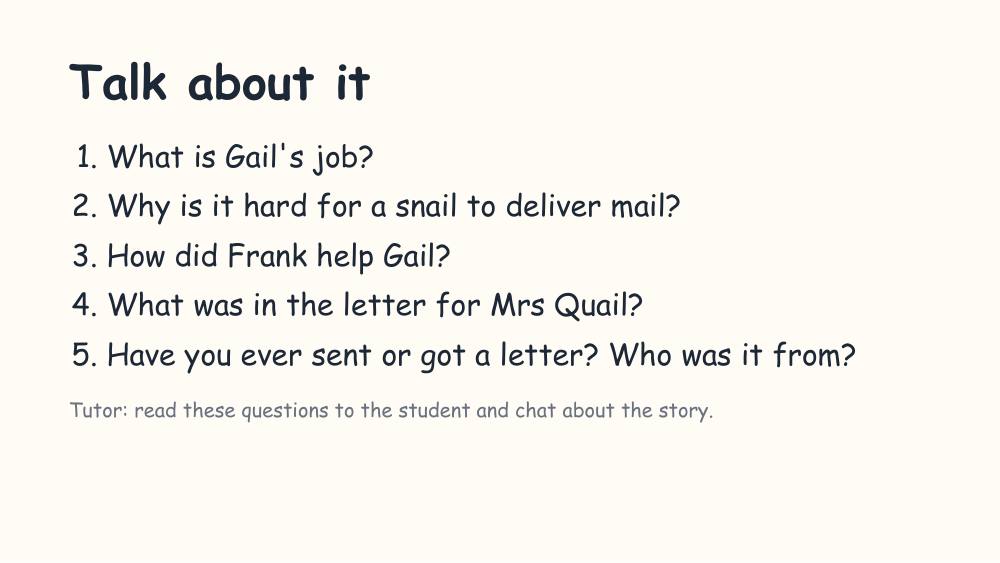 Talk about it
1. What is Gail's job?
2. Why is it hard for a snail to deliver mail?
3. How did Frank help Gail?
4. What was in the letter for Mrs Quail?
5. Have you ever sent or got a letter? Who was it from?
Tutor: read these questions to the student and chat about the story.